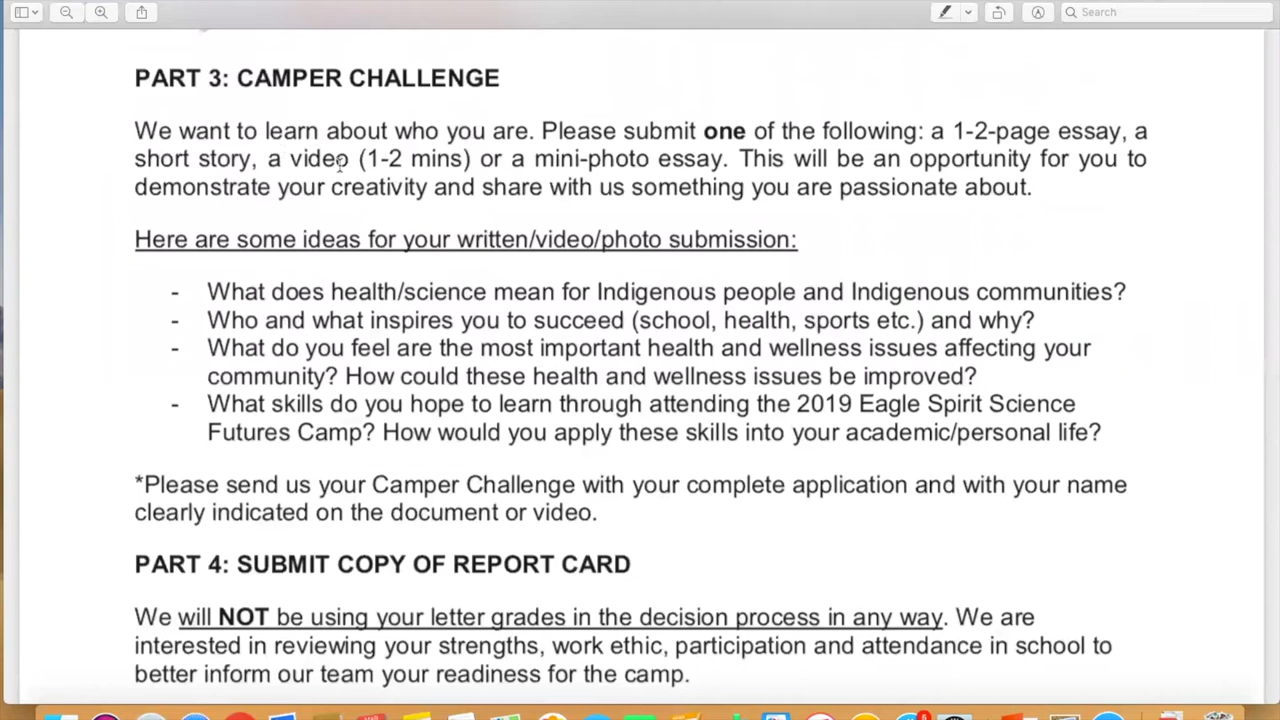 Search
PART 3: CAMPER CHALLENGE
We want to learn about who you are. Please submit one of the following: a 1-2-page essay, a
short story, a video (1-2 mins) or a mini-photo essay. This will be an opportunity for you to
demonstrate your creativity and share with us something you are passionate about.
Here are some ideas for your written/video/photo submission:
- What does health/science mean for Indigenous people and Indigenous communities?
- Who and what inspires you to succeed (school, health, sports etc.) and why?
- What do you feel are the most important health and wellness issues affecting your
community? How could these health and wellness issues be improved?
- What skills do you hope to learn through attending the 2019 Eagle Spirit Science
Futures Camp? How would you apply these skills into your academic/personal life?
*Please send us your Camper Challenge with your complete application and with your name
clearly indicated on the document or video.
PART 4: SUBMIT COPY OF REPORT CARD
We will NOT be using your letter grades in the decision process in any way. We are
interested in reviewing your strengths, work ethic, participation and attendance in school to
better inform our team your readiness for the camp.